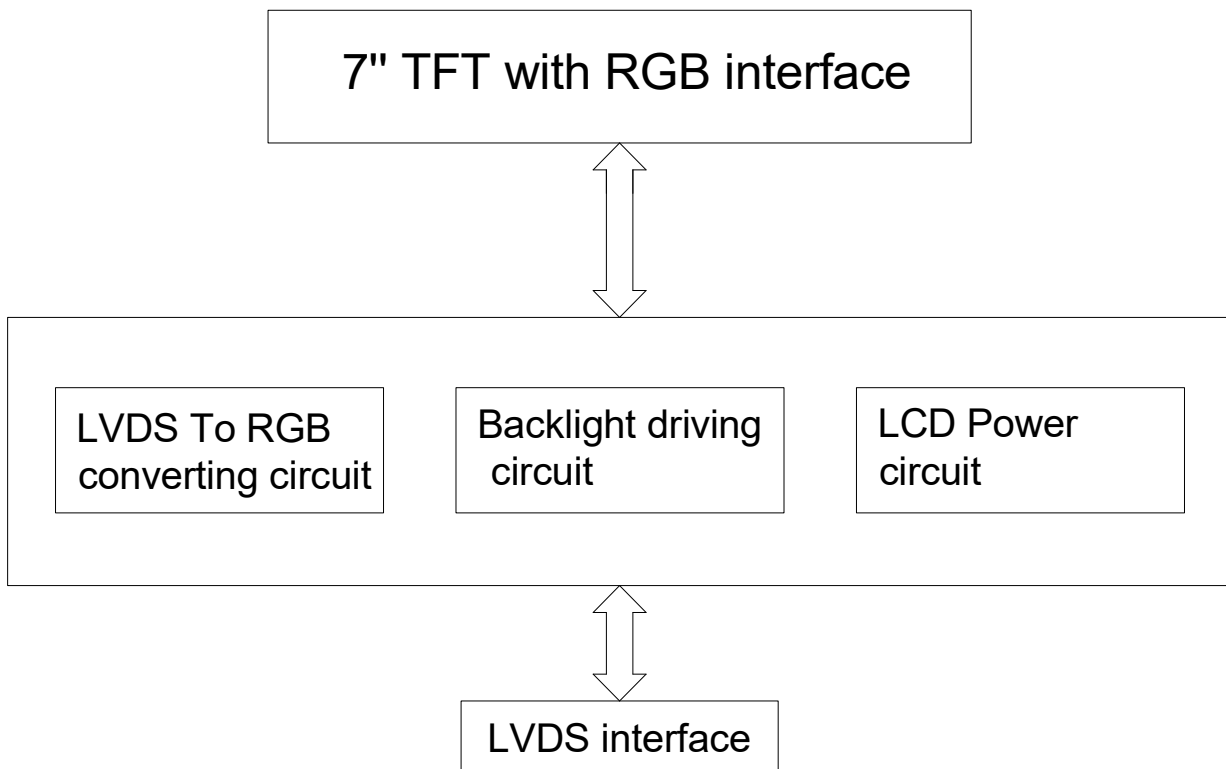 7" TFT with RGB interface
LVDS To RGB
converting circuit
Backlight driving
circuit
LCD Power
circuit
LVDS interface